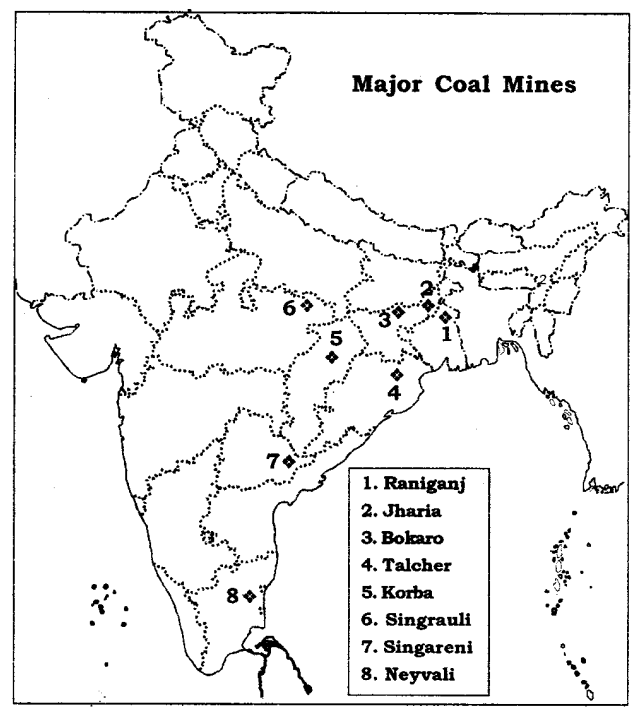 Major Coal Mines
2
6
3
5
1
4
7
8
1. Raniganj
2. Jharia
3. Bokaro
4. Talcher
5. Korba
6. Singrauli
7. Singareni
8. Neyvali